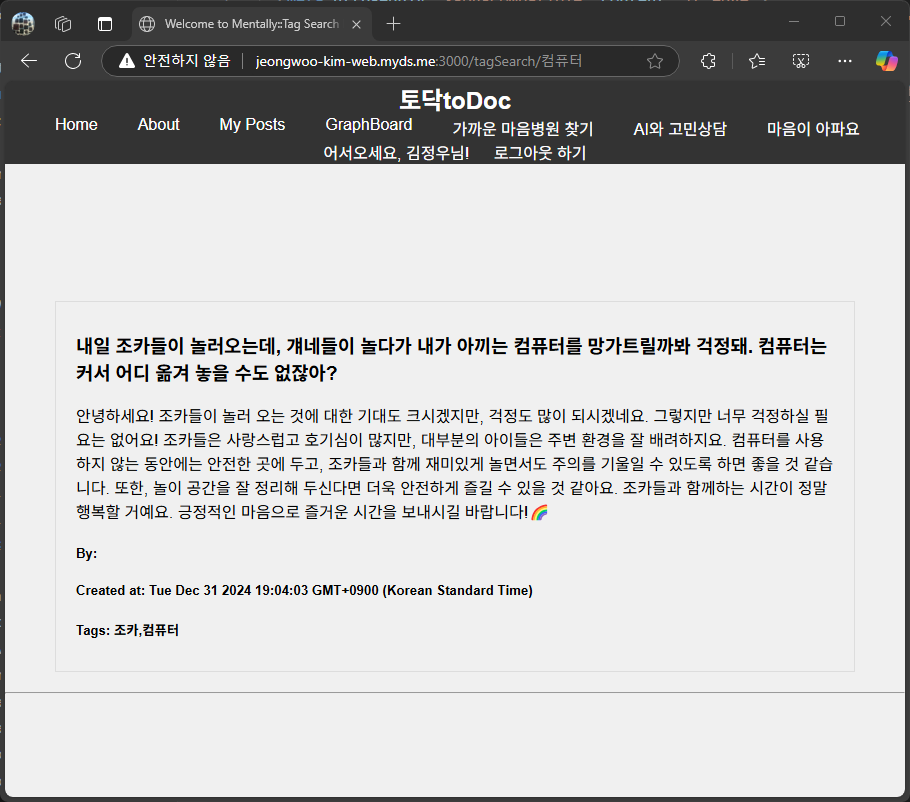 Welcome to Mentally::Tag Search
안전하지 않음 jeongwoo-kim-web.myds.me:3000/tagSearch/컴퓨터
토닥toDoc
Home About My Posts GraphBoard 가까운 마음병원 찾기 AI와 고민상담 마음이 아파요
어서오세요, 김정우님! 로그아웃 하기
내일 조카들이 놀러오는데, 걔네들이 놀다가 내가 아끼는 컴퓨터를 망가트릴까봐 걱정돼. 컴퓨터는
커서 어디 옮겨 놓을 수도 없잖아?
안녕하세요! 조카들이 놀러 오는 것에 대한 기대도 크시겠지만, 걱정도 많이 되시겠네요. 그렇지만 너무 걱정하실 필
요는 없어요! 조카들은 사랑스럽고 호기심이 많지만, 대부분의 아이들은 주변 환경을 잘 배려하지요. 컴퓨터를 사용
하지 않는 동안에는 안전한 곳에 두고, 조카들과 함께 재미있게 놀면서도 주의를 기울일 수 있도록 하면 좋을 것 같습
니다. 또한, 놀이 공간을 잘 정리해 두신다면 더욱 안전하게 즐길 수 있을 것 같아요. 조카들과 함께하는 시간이 정말
행복할 거예요. 긍정적인 마음으로 즐거운 시간을 보내시길 바랍니다!🌈
By:
Created at: Tue Dec 31 2024 19:04:03 GMT+0900 (Korean Standard Time)
Tags: 조카,컴퓨터